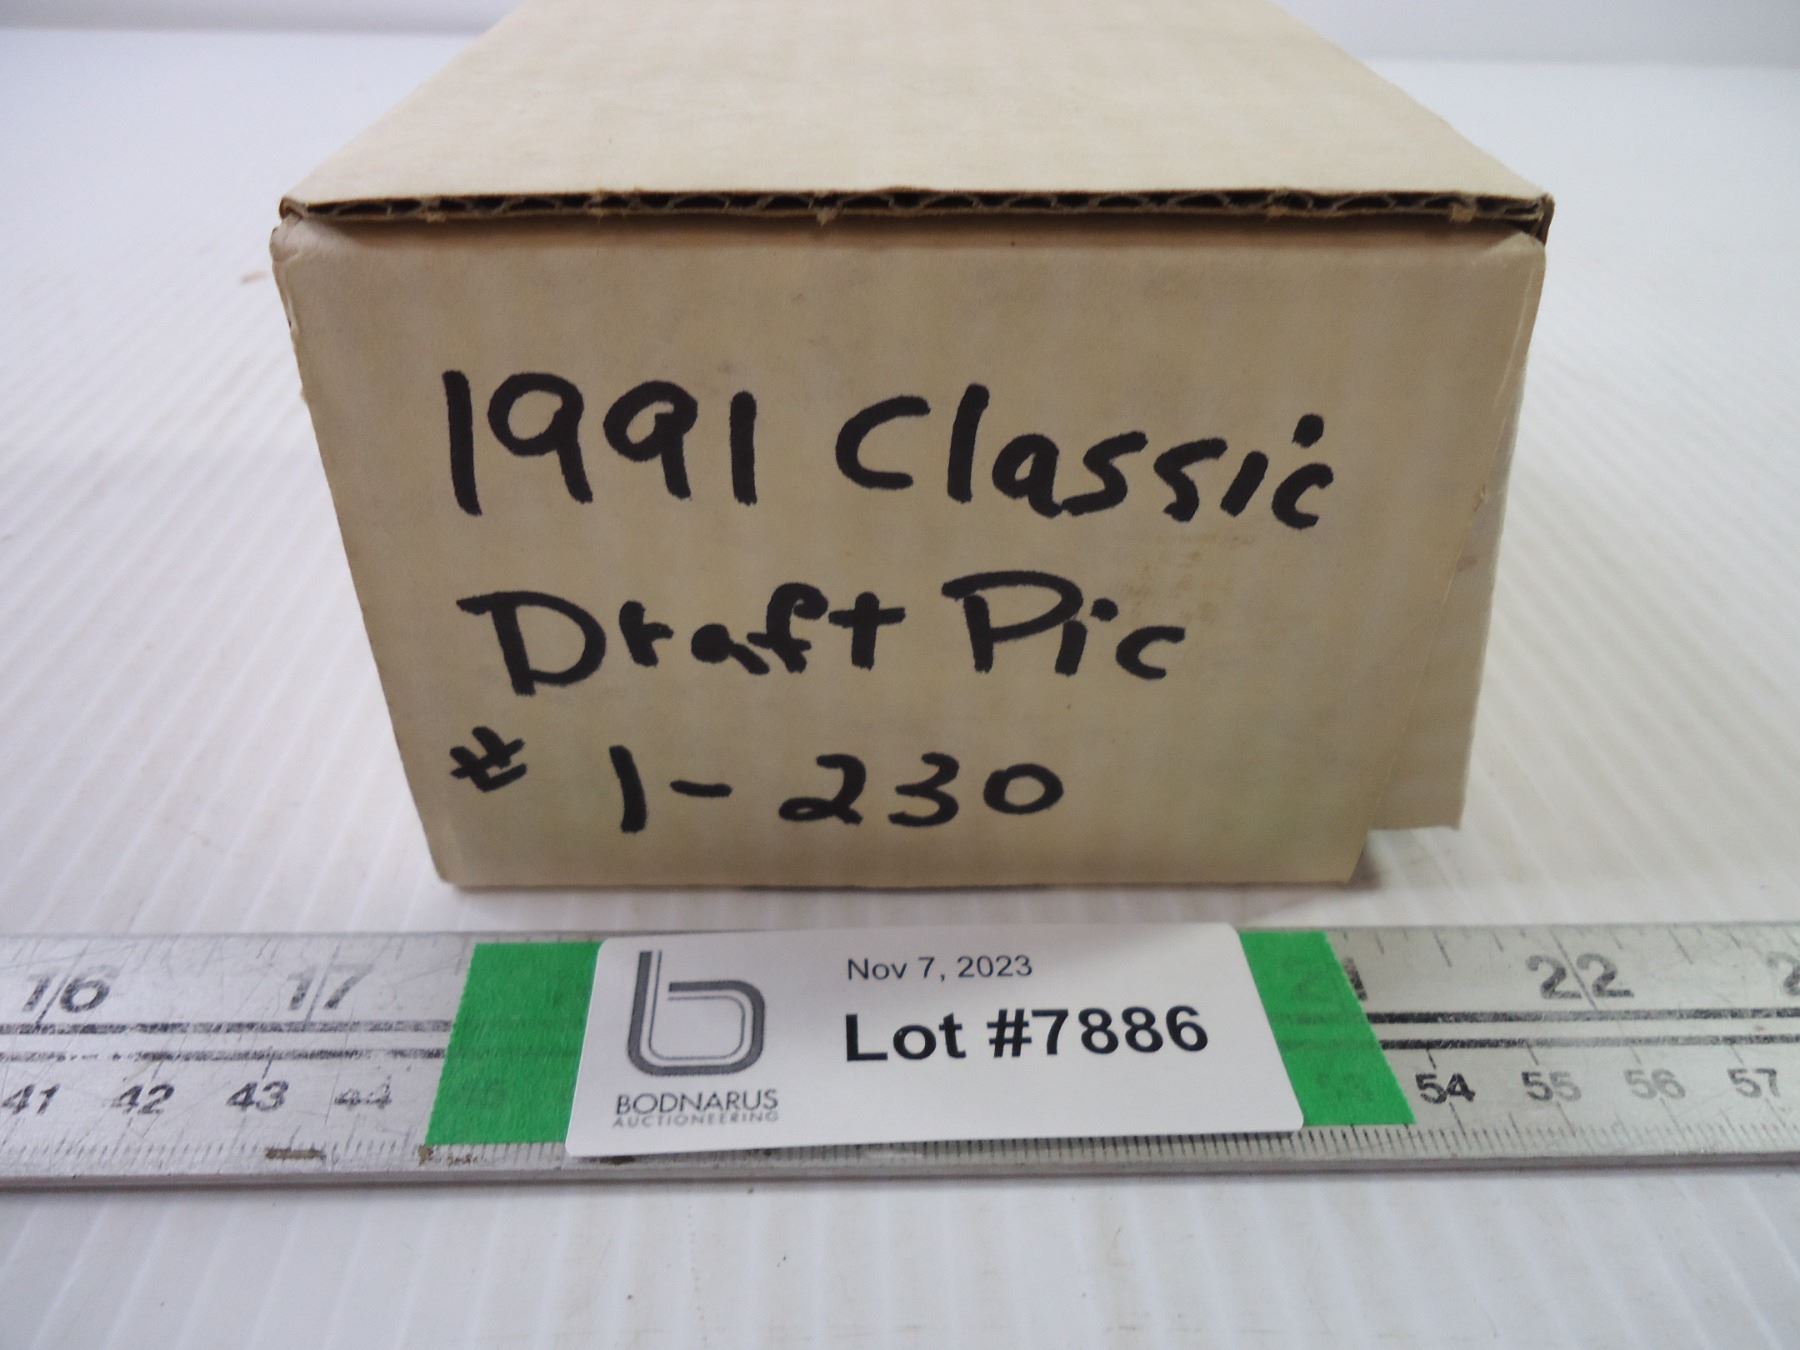 1991 Classic
Draft Pic
# 1-230
Nov 7, 2023
Lot #7886
BODNARUS
AUCTIONEERING
16 17 22
41 42 43 44 54 55 56 57